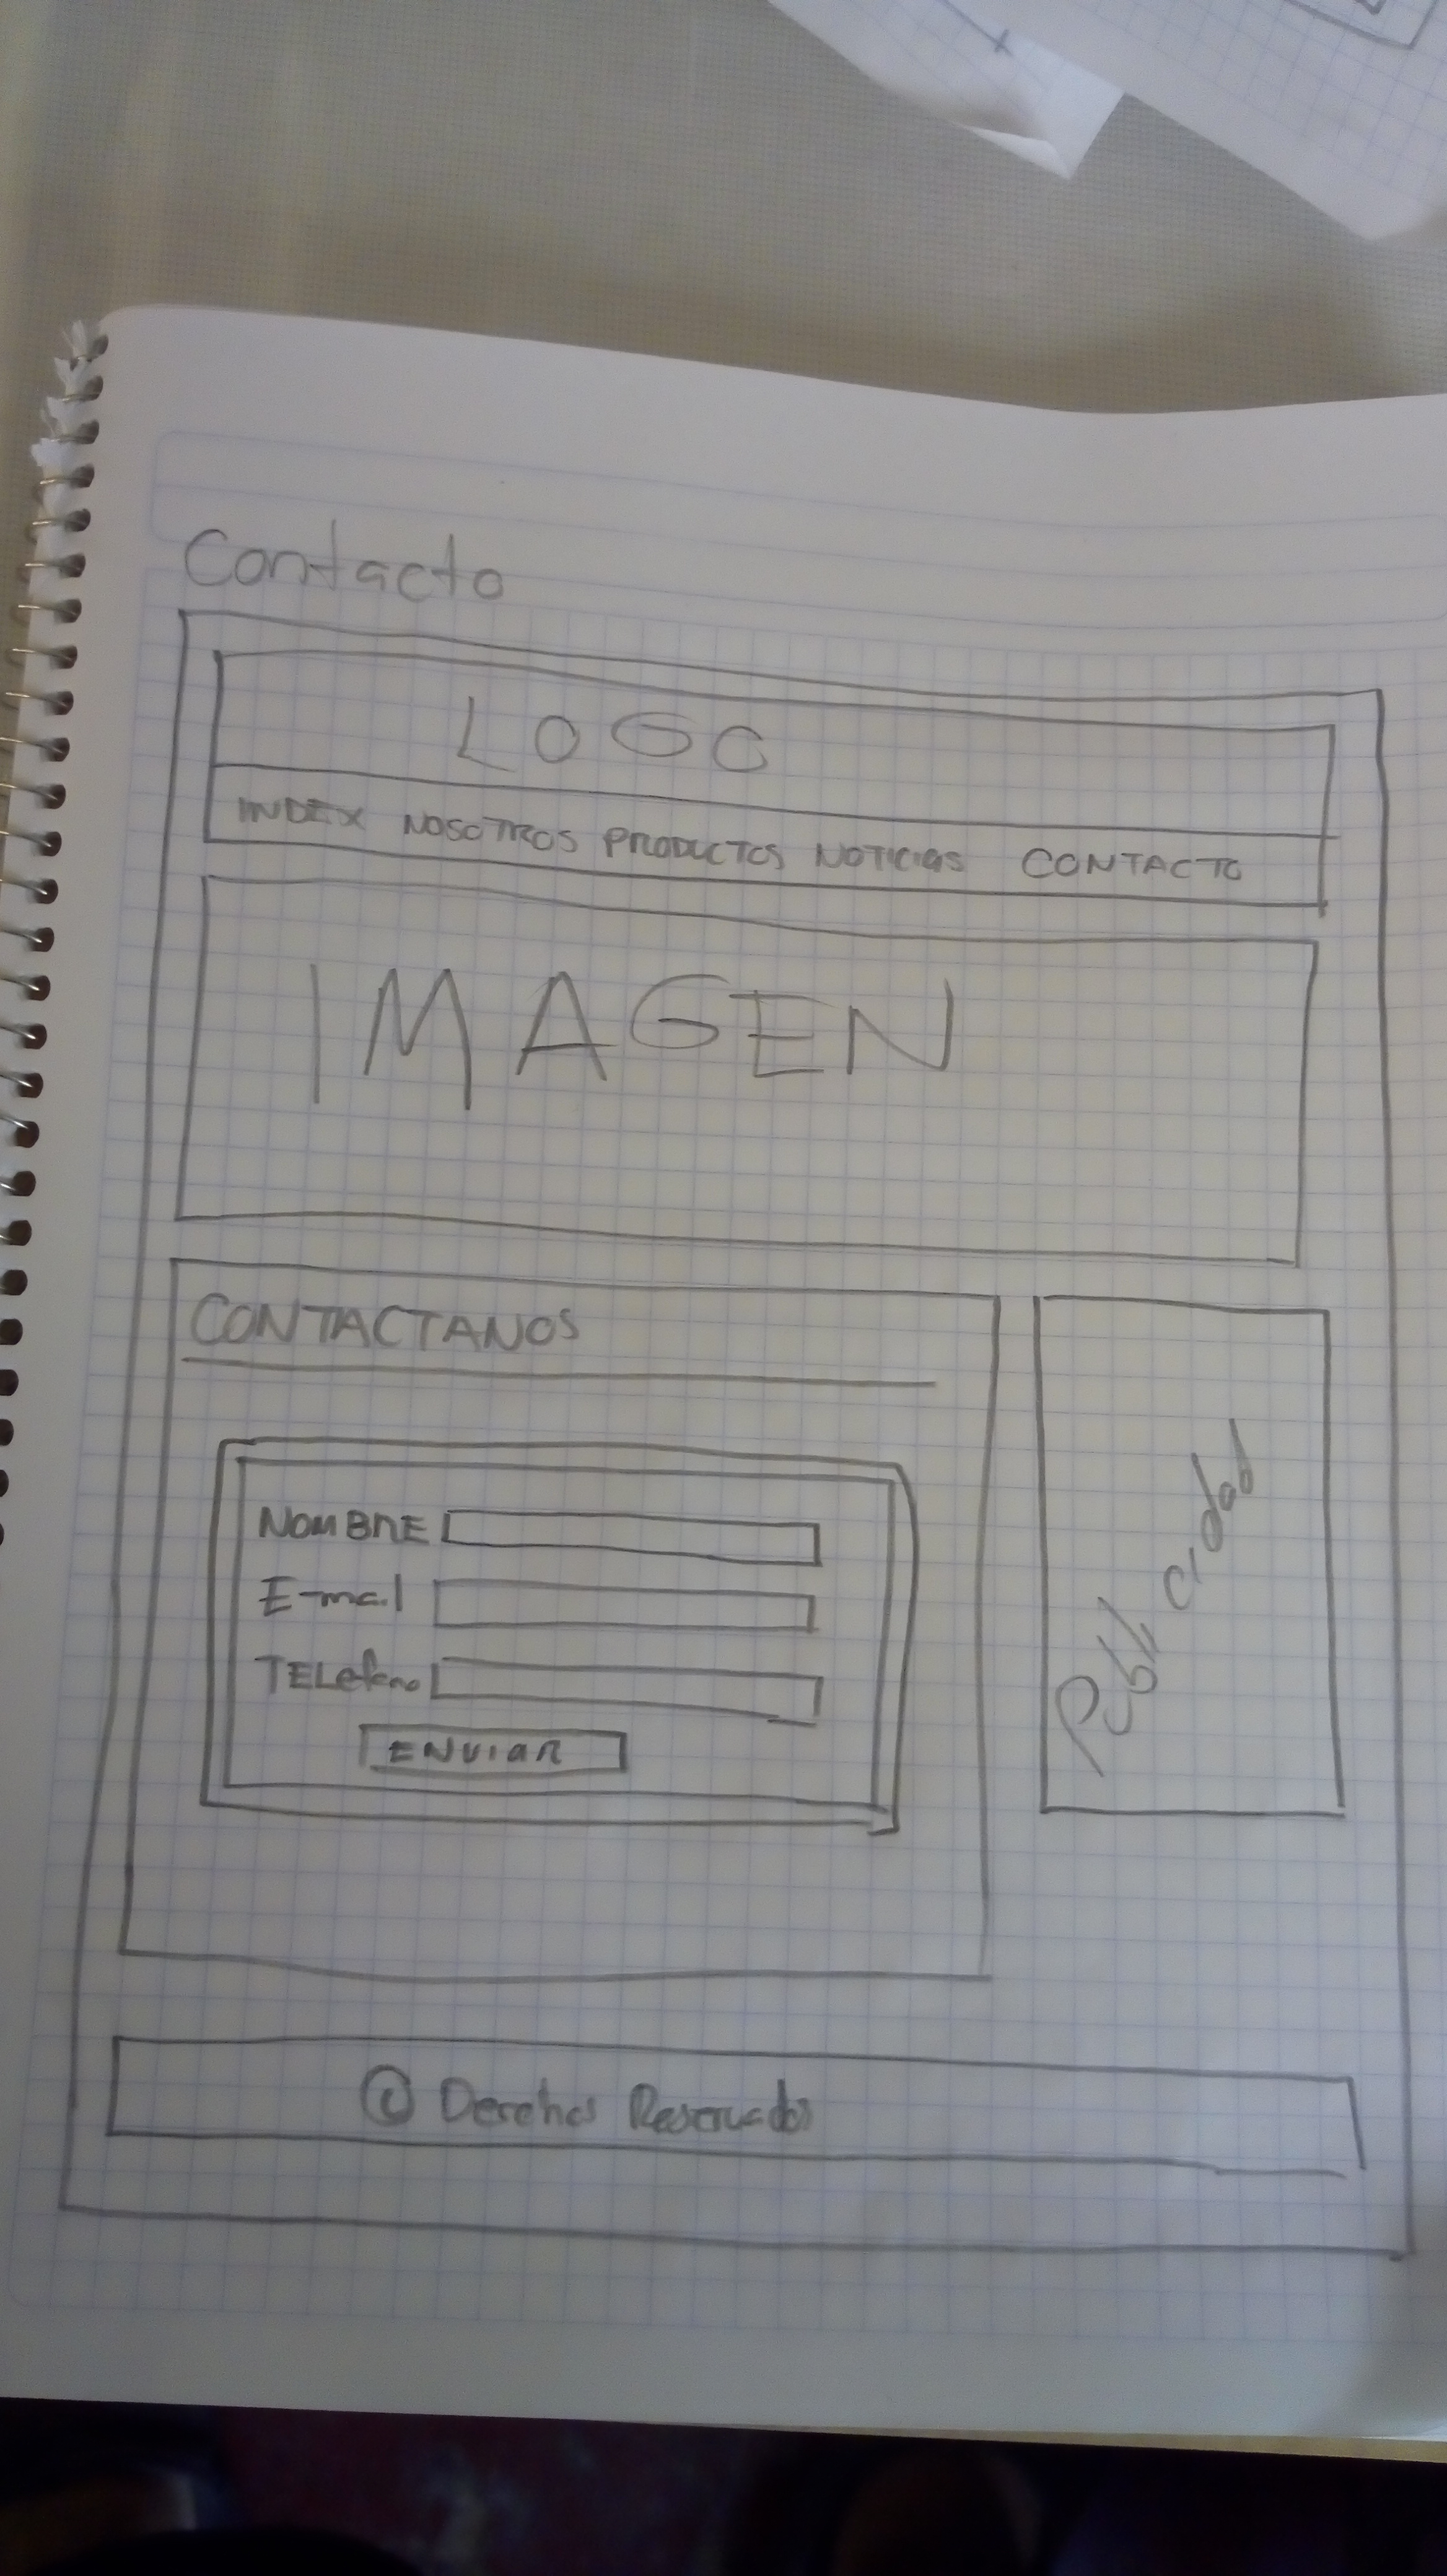 Contacto
LOGO
INDEX NOSOTROS PRODUCTOS NOTICIAS CONTACTO
IMAGEN
CONTACTANOS
NOMBRE
E-mail
TELefono
ENVIAR
Publicidad
© Derechos Reservados